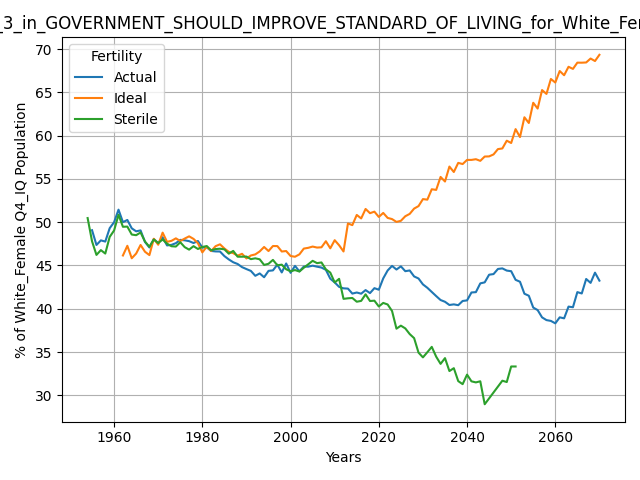 _3_in_GOVERNMENT_SHOULD_IMPROVE_STANDARD_OF_LIVING_for_White_Fe
Fertility
Actual
Ideal
Sterile
% of White_Female Q4_IQ Population
70
65
60
55
50
45
40
35
30
1960
1980
2000
2020
2040
2060
Years